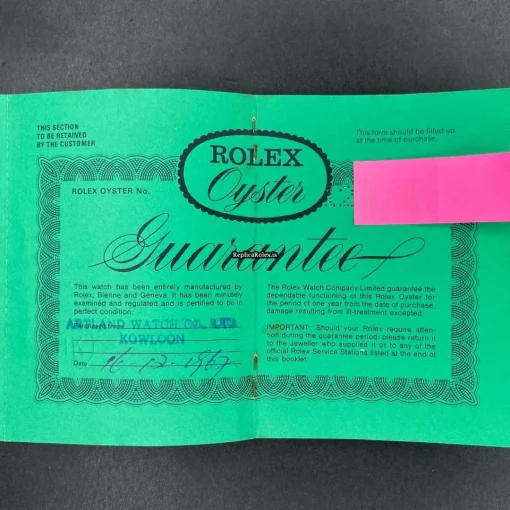 THIS SECTION
TO BE RETAINED
BY THE CUSTOMER
This form should be filled up
at the time of purchase.
ROLEX
Oyster
ROLEX OYSTER No.
Guarantee
ReplicaRolex.is
This watch has been entirely manufactured by
Rolex, Bienne and Geneva. It has been minutely
examined and regulated, and is certified to be in
perfect condition.
ARTLAND WATCH CO., LTD.
KOWLOON
Date 16-12-1967
The Rolex Watch Company Limited guarantee the
dependable functioning of this Rolex Oyster for
the period of one year from the date of purchase,
damage resulting from ill-treatment excepted.
IMPORTANT: Should your Rolex require atten-
tion during the guarantee period, please return it
to the Jeweller who supplied it or to any of the
official Rolex Service Stations listed at the end of
this booklet.